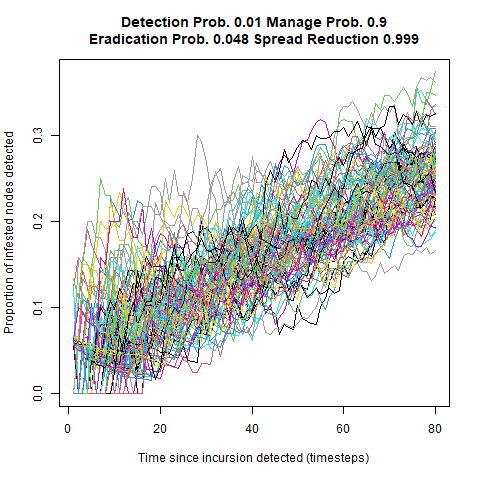 Detection Prob. 0.01 Manage Prob. 0.9
Eradication Prob. 0.048 Spread Reduction 0.999
Proportion of infested nodes detected
0.3
0.2
0.1
0.0
0 20 40 60 80
Time since incursion detected (timesteps)